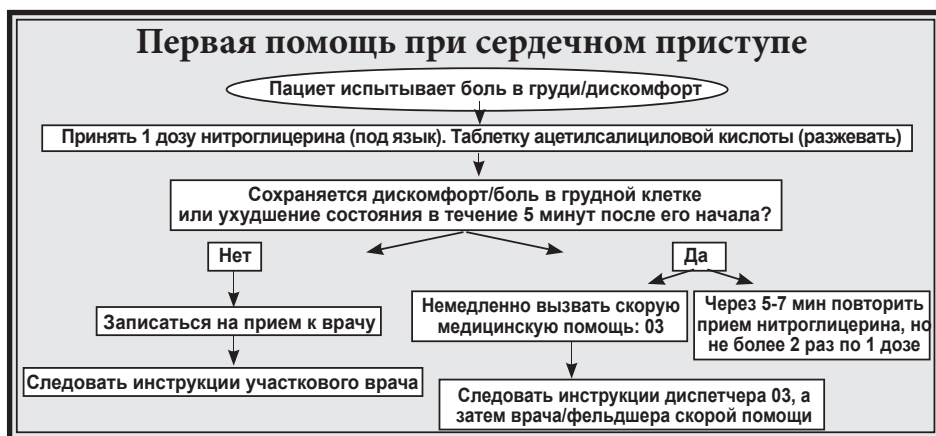 Первая помощь при сердечном приступе
Пациет испытывает боль в груди/дискомфорт
Принять 1 дозу нитроглицерина (под язык). Таблетку ацетилсалициловой кислоты (разжевать)
Сохраняется дискомфорт/боль в грудной клетке
или ухудшение состояния в течение 5 минут после его начала?
Нет
Записаться на прием к врачу
Следовать инструкции участкового врача
Да
Немедленно вызвать скорую
медицинскую помощь: 03
Следовать инструкции диспетчера 03, а
затем врача/фельдшера скорой помощи
Через 5-7 мин повторить
прием нитроглицерина, но
не более 2 раз по 1 дозе